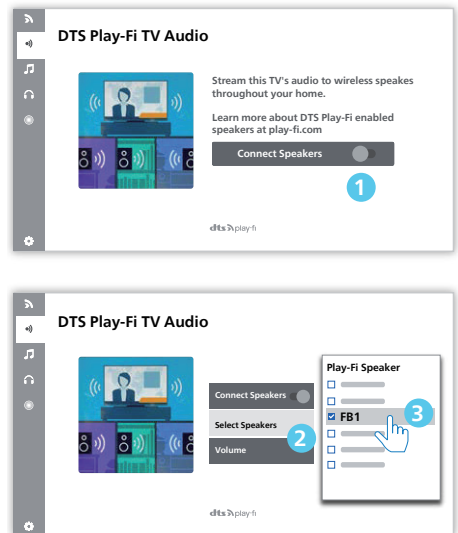 DTS Play-Fi TV Audio
Stream this TV's audio to wireless speakes
throughout your home.
Learn more about DTS Play-Fi enabled
speakers at play-fi.com
Connect Speakers
1
dts play-fi
DTS Play-Fi TV Audio
Connect Speakers
Select Speakers
2
Volume
Play-Fi Speaker
FB1
3
dts play-fi